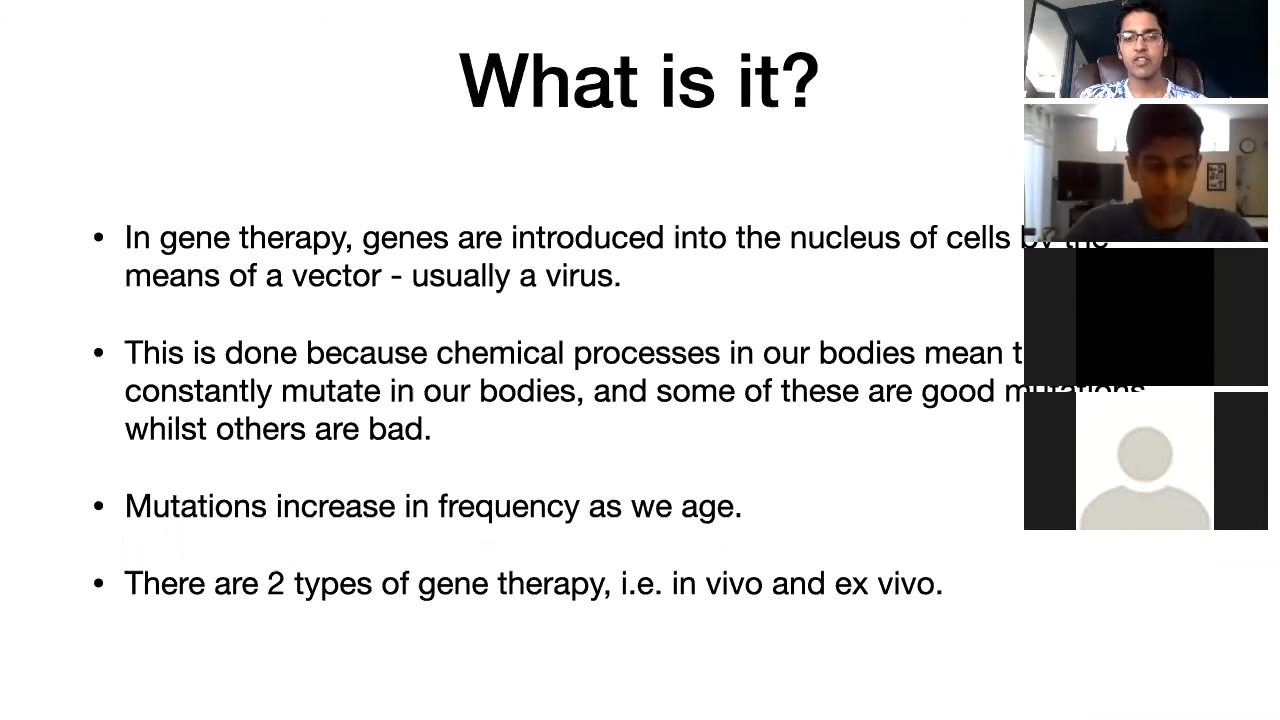 What is it?
• In gene therapy, genes are introduced into the nucleus of cells by the
means of a vector - usually a virus.
• This is done because chemical processes in our bodies mean
constantly mutate in our bodies, and some of these are good mutations
whilst others are bad.
• Mutations increase in frequency as we age.
• There are 2 types of gene therapy, i.e. in vivo and ex vivo.